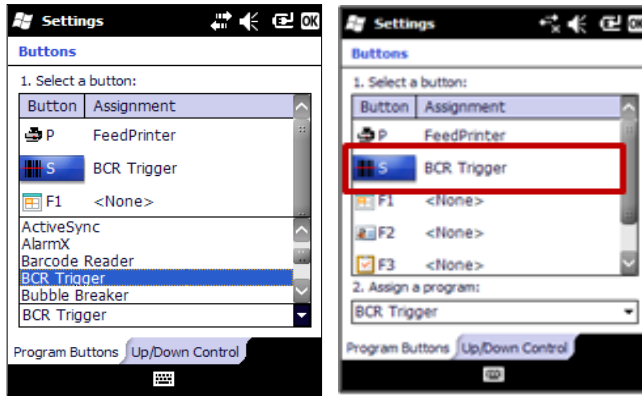 Settings OK
Buttons
1. Select a button:
Button Assignment
P FeedPrinter
S BCR Trigger
F1 <None>
ActiveSync
AlarmX
Barcode Reader
BCR Trigger
Bubble Breaker
BCR Trigger
Program Buttons Up/Down Control
Settings OK
Buttons
1. Select a button:
Button Assignment
P FeedPrinter
S BCR Trigger
F1 <None>
F2 <None>
F3 <None>
2. Assign a program:
BCR Trigger
Program Buttons Up/Down Control